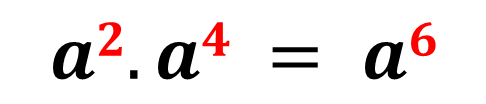 a².a⁴ = a⁶